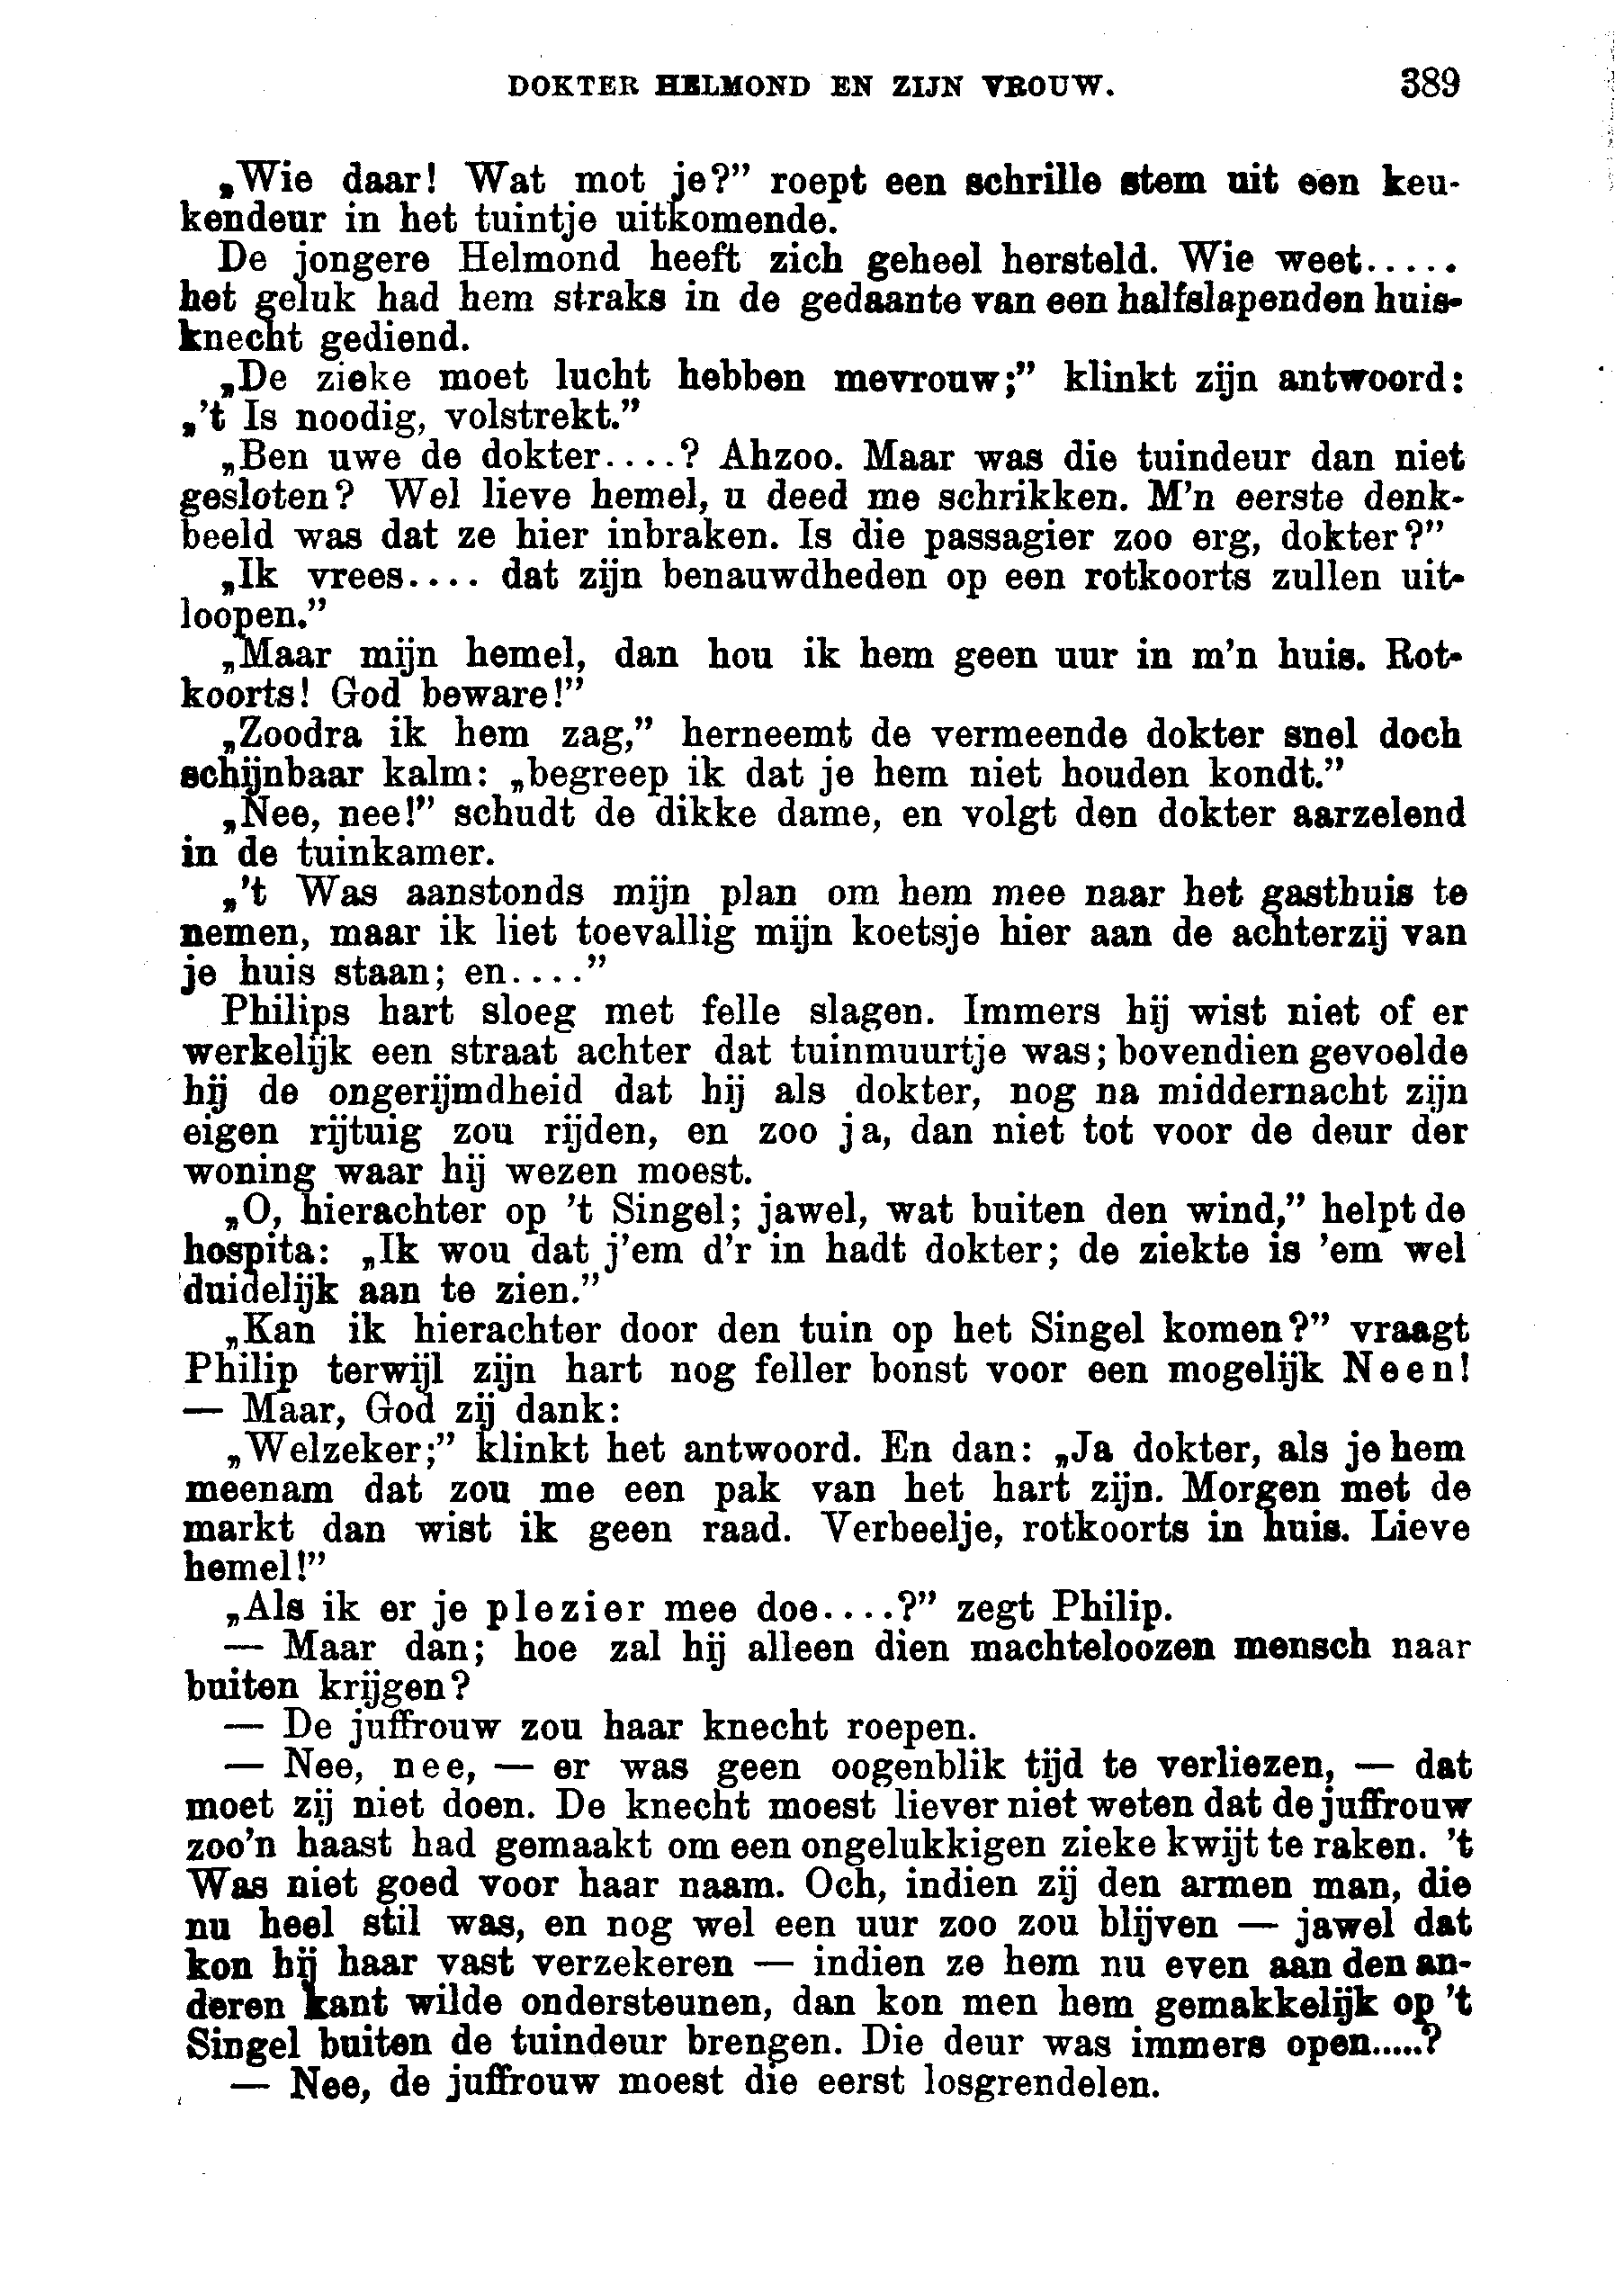 DOKTER HELMOND EN ZIJN VROUW. 389
„Wie daar! Wat mot je?” roept een schrille stem uit een keu-
kendeur in het tuintje uitkomende.
De jongere Helmond heeft zich geheel hersteld. Wie weet.....
het geluk had hem straks in de gedaante van een halfslapenden huis-
knecht gediend.
„De zieke moet lucht hebben mevrouw;” klinkt zijn antwoord:
„'t Is noodig, volstrekt.”
„Ben uwe de dokter....? Ahzoo. Maar was die tuindeur dan niet
gesloten? Wel lieve hemel, u deed me schrikken. M'n eerste denk-
beeld was dat ze hier inbraken. Is die passagier zoo erg, dokter?”
„Ik vrees.... dat zijn benauwdheden op een rotkoorts zullen uit-
loopen.”
„Maar mijn hemel, dan hou ik hem geen uur in m'n huis. Rot-
koorts! God beware!”
„Zoodra ik hem zag,” herneemt de vermeende dokter snel doch
schijnbaar kalm: „begreep ik dat je hem niet houden kondt.”
„Nee, nee!” schudt de dikke dame, en volgt den dokter aarzelend
in de tuinkamer.
„'t Was aanstonds mijn plan om hem mee naar het gasthuis te
nemen, maar ik liet toevallig mijn koetsje hier aan de achterzij van
je huis staan; en....”
Philips hart sloeg met felle slagen. Immers hij wist niet of er
werkelijk een straat achter dat tuinmuurtje was; bovendien gevoelde
hij de ongerijmdheid dat hij als dokter, nog na middernacht zijn
eigen rijtuig zou rijden, en zoo ja, dan niet tot voor de deur der
woning waar hij wezen moest.
„O, hierachter op 't Singel; jawel, wat buiten den wind,” helpt de
hospita: „Ik wou dat j'em d'r in hadt dokter; de ziekte is 'em wel
duidelijk aan te zien.”
„Kan ik hierachter door den tuin op het Singel komen?” vraagt
Philip terwijl zijn hart nog feller bonst voor een mogelijk Neen!
— Maar, God zij dank:
„Welzeker;” klinkt het antwoord. En dan: „Ja dokter, als je hem
meenam dat zou me een pak van het hart zijn. Morgen met de
markt dan wist ik geen raad. Verbeelje, rotkoorts in huis. Lieve
hemel!”
„Als ik er je plezier mee doe....?” zegt Philip.
— Maar dan; hoe zal hij alleen dien machteloozen mensch naar
buiten krijgen?
— De juffrouw zou haar knecht roepen.
— Nee, nee, — er was geen oogenblik tijd te verliezen, — dat
moet zij niet doen. De knecht moest liever niet weten dat de juffrouw
zoo'n haast had gemaakt om een ongelukkigen zieke kwijt te raken. 't
Was niet goed voor haar naam. Och, indien zij den armen man, die
nu heel stil was, en nog wel een uur zoo zou blijven — jawel dat
kon hij haar vast verzekeren — indien ze hem nu even aan den an-
deren kant wilde ondersteunen, dan kon men hem gemakkelijk op 't
Singel buiten de tuindeur brengen. Die deur was immers open.....?
— Nee, de juffrouw moest die eerst losgrendelen.